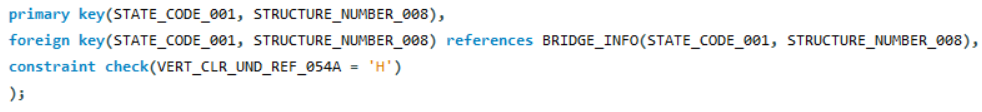 primary key(STATE_CODE_001, STRUCTURE_NUMBER_008),
foreign key(STATE_CODE_001, STRUCTURE_NUMBER_008) references BRIDGE_INFO(STATE_CODE_001, STRUCTURE_NUMBER_008),
constraint check(VERT_CLR_UND_REF_054A = 'H')
);